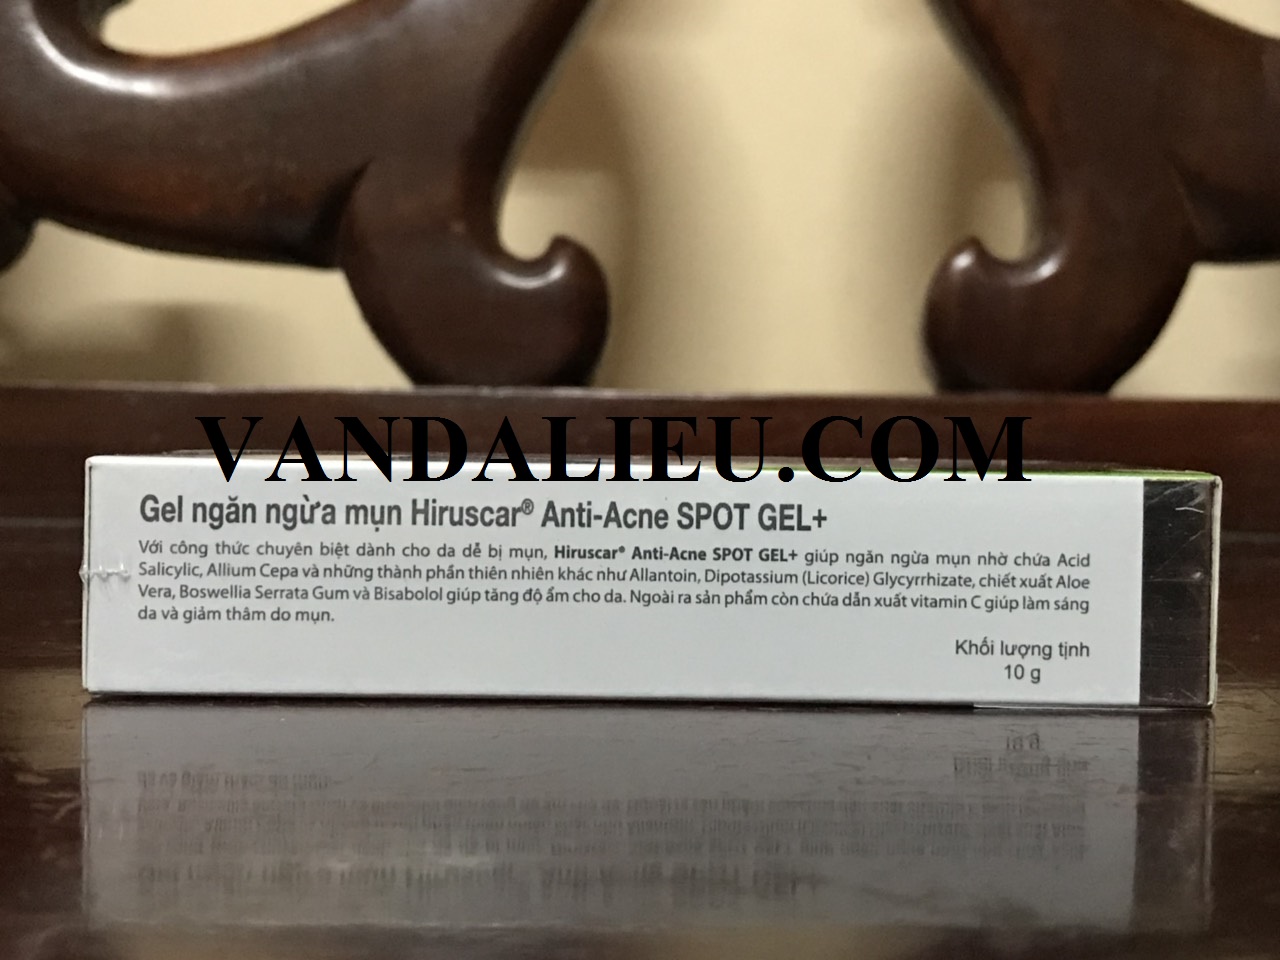 VANDALIEU.COM
Gel ngăn ngừa mụn Hiruscar® Anti-Acne SPOT GEL+
Với công thức chuyên biệt dành cho da dễ bị mụn, Hiruscar® Anti-Acne SPOT GEL+ giúp ngăn ngừa mụn nhờ chứa Acid
Salicylic, Allium Cepa và những thành phần thiên nhiên khác như Allantoin, Dipotassium (Licorice) Glycyrrhizate, chiết xuất Aloe
Vera, Boswellia Serrata Gum và Bisabolol giúp tăng độ ẩm cho da. Ngoài ra sản phẩm còn chứa dẫn xuất vitamin C giúp làm sáng
da và giảm thâm do mụn.
Khối lượng tịnh
10 g